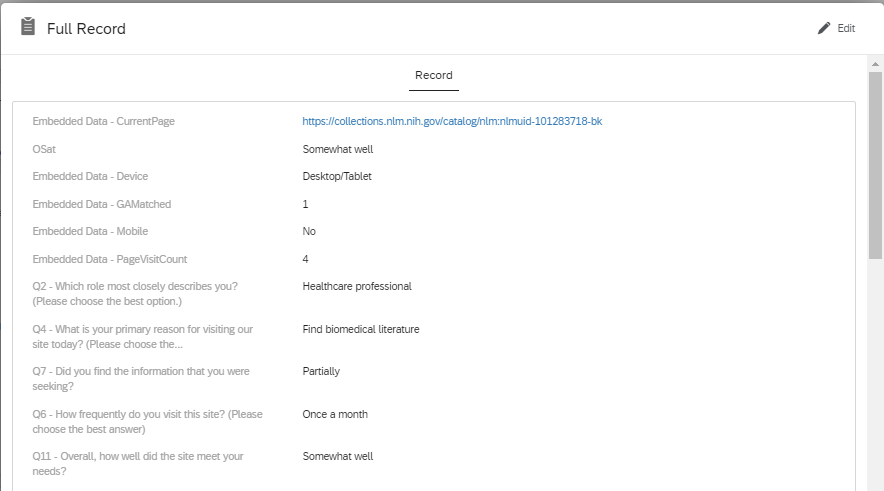 Full Record
Edit
Record
Embedded Data - CurrentPage https://collections.nlm.nih.gov/catalog/nlm:nlmuid-101283718-bk
OSat Somewhat well
Embedded Data - Device Desktop/Tablet
Embedded Data - GAMatched 1
Embedded Data - Mobile No
Embedded Data - PageVisitCount 4
Q2 - Which role most closely describes you? Healthcare professional
(Please choose the best option.)
Q4 - What is your primary reason for visiting our Find biomedical literature
site today? (Please choose the...
Q7 - Did you find the information that you were Partially
seeking?
Q6 - How frequently do you visit this site? (Please Once a month
choose the best answer)
Q11 - Overall, how well did the site meet your Somewhat well
needs?